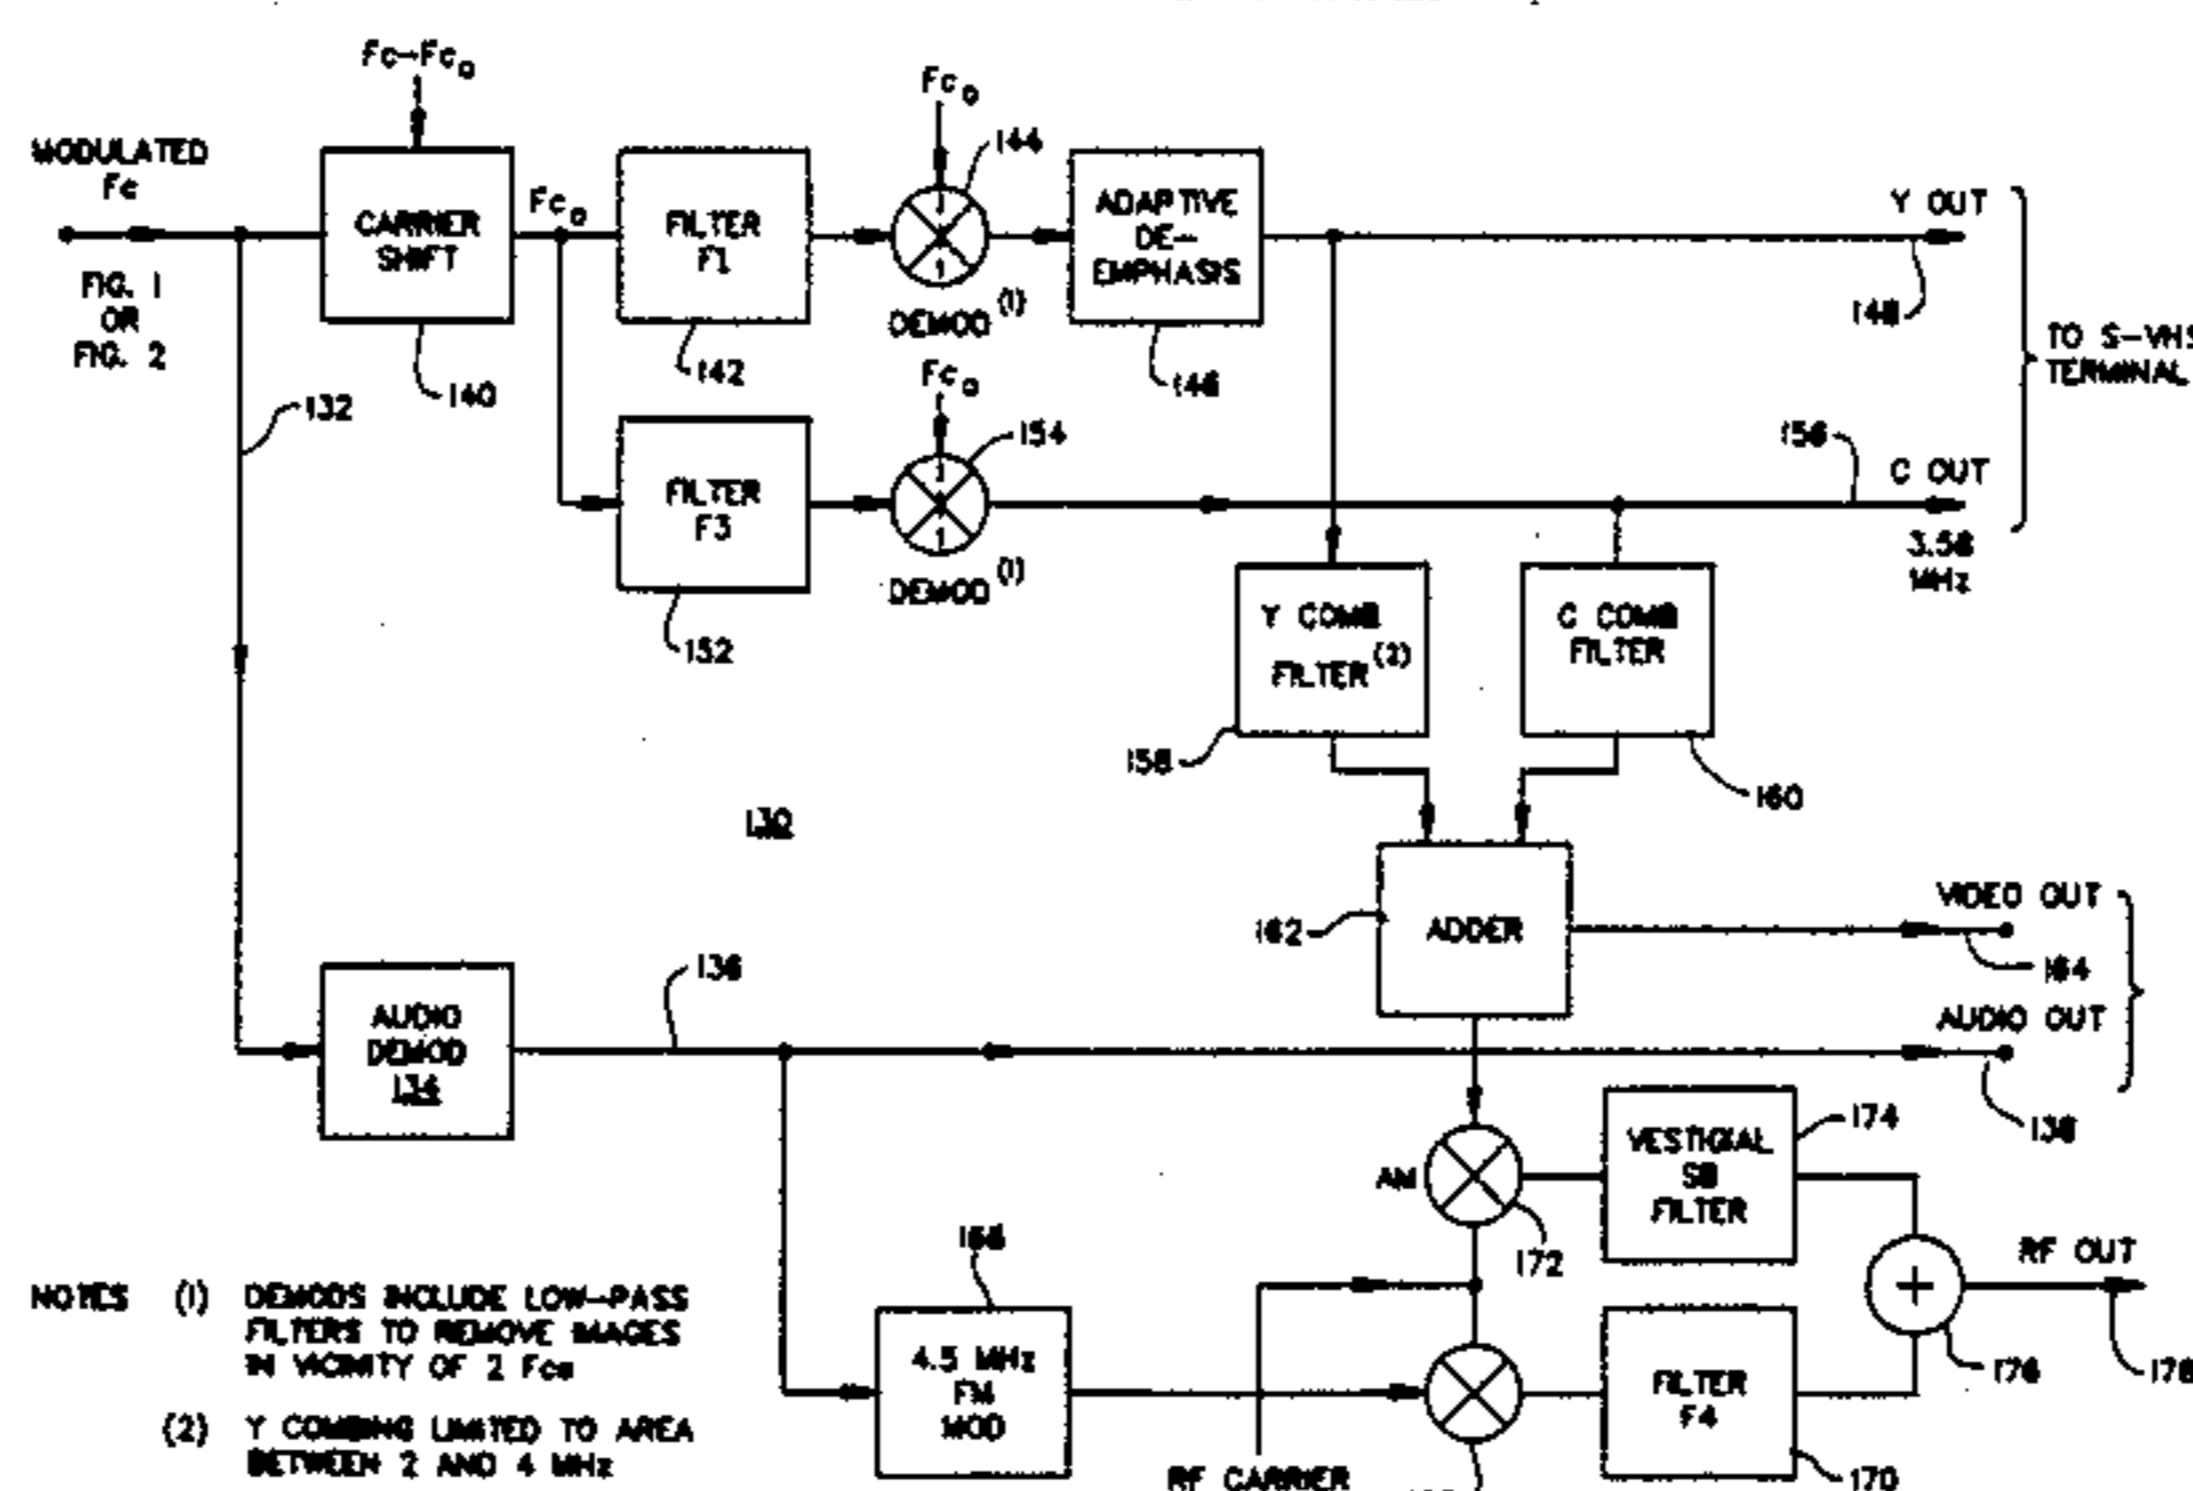 Fc-Fc₀
Fc₀
144
MODULATED
Fc
CARRIER
SHIFT
Fc₀
FILTER
F1
ADAPTIVE
DE-
EMPHASIS
Y OUT
FIG. 1
OR
FIG. 2
DEMOD (1)
148
TO S-VHS
TERMINAL
140
142
Fc₀
146
132
FILTER
F3
154
156
C OUT
3.58
MHz
DEMOD (1)
152
Y COMB
FILTER (2)
C COMB
FILTER
158
160
130
ADDER
162
VIDEO OUT
164
AUDIO
DEMOD
134
136
AUDIO OUT
138
AM
172
VESTIGIAL
SB
FILTER
174
166
4.5 MHz
FM
MOD
RF CARRIER
FILTER
F4
170
RF OUT
176
178
NOTES (1) DEMODS INCLUDE LOW-PASS
FILTERS TO REMOVE IMAGES
IN VICINITY OF 2 Fco
(2) Y COMBING LIMITED TO AREA
BETWEEN 2 AND 4 MHz